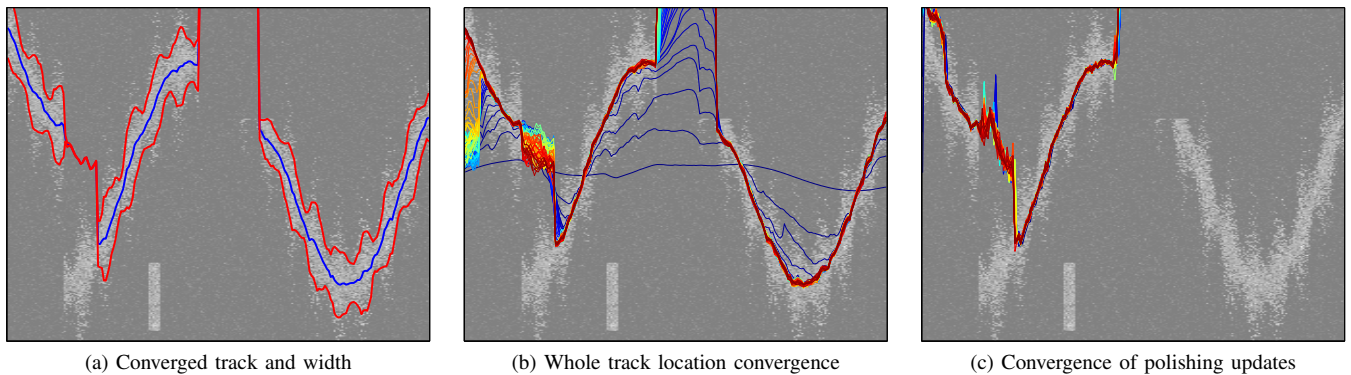 (a) Converged track and width
(b) Whole track location convergence
(c) Convergence of polishing updates